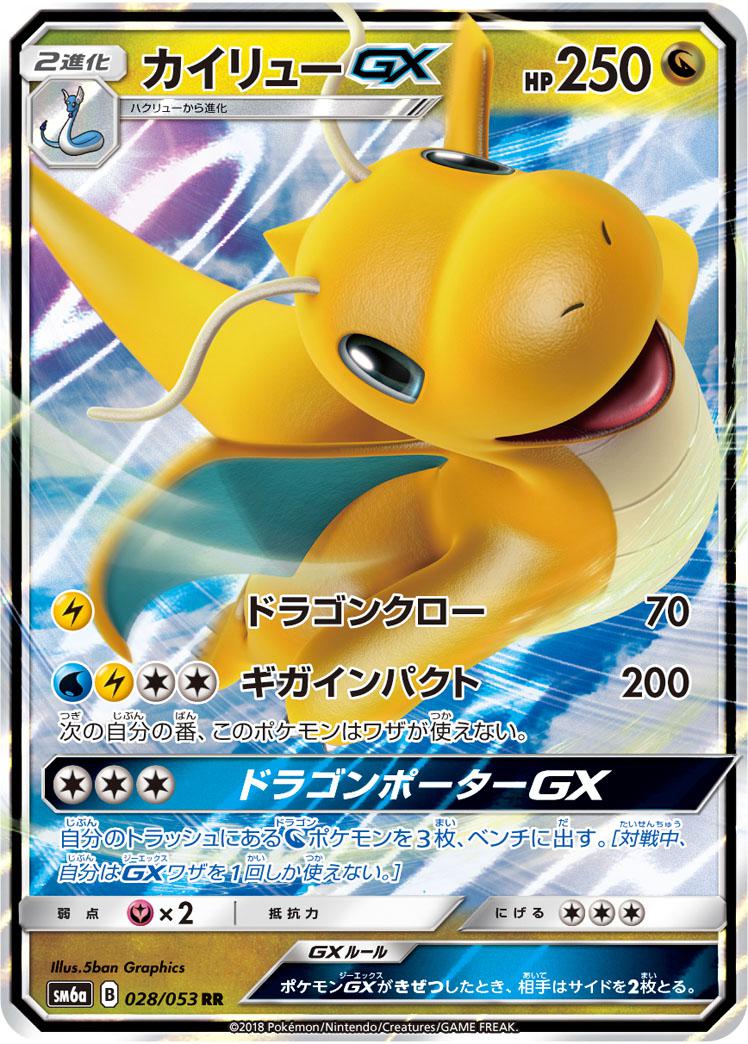 2進化 カイリューGX HP250
ハクリューから進化
ドラゴンクロー 70
ギガインパクト 200
次の自分の番、このポケモンはワザが使えない。
ドラゴンポーターGX
自分のトラッシュにあるポケモンを3枚、ベンチに出す。[対戦中、
自分はGXワザを1回しか使えない。]
弱点 ×2 抵抗力 にげる
GXルール
ポケモンGXがきぜつしたとき、相手はサイドを2枚とる。
Illus.5ban Graphics
SM6a B 028/053 RR
©2018 Pokémon/Nintendo/Creatures/GAME FREAK.